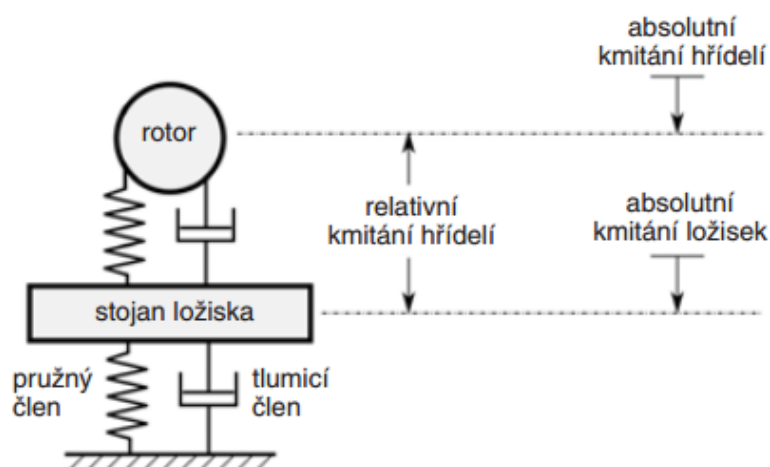 absolutní
kmitání hřídelí
rotor
relativní
kmitání hřídelí
absolutní
kmitání ložisek
stojan ložiska
pružný
člen
tlumicí
člen